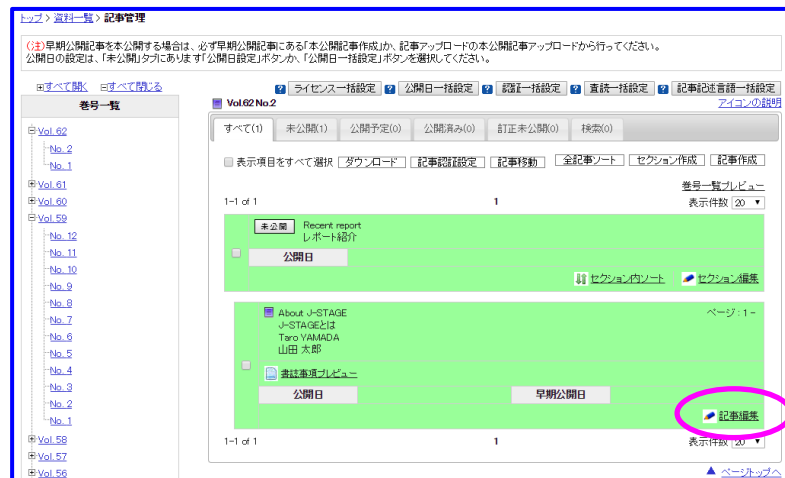 トップ > 資料一覧 > 記事管理
(注)早期公開記事を本公開する場合は、必ず早期公開記事にある「本公開記事作成」か、記事アップロードの本公開記事アップロードから行ってください。
公開日の設定は、「未公開」タブにあります「公開日設定」ボタンか、「公開日一括設定」ボタンを選択してください。
すべて開く すべて閉じる
巻号一覧
Vol.62
No. 2
No. 1
Vol.61
Vol.60
Vol.59
No. 12
No. 11
No. 10
No. 9
No. 8
No. 7
No. 6
No. 5
No. 4
No. 3
No. 2
No. 1
Vol.58
Vol.57
Vol.56
? ライセンス一括設定 ? 公開日一括設定 ? 認証一括設定 ? 査読一括設定 ? 記事記述言語一括設定
Vol.62 No.2 アイコンの説明
すべて(1) 未公開(1) 公開予定(0) 公開済み(0) 訂正未公開(0) 検索(0)
表示項目をすべて選択 ダウンロード 記事認証設定 記事移動 全記事ソート セクション作成 記事作成
巻号一覧プレビュー
1-1 of 1 1 表示件数 20
未公開 Recent report
レポート紹介
公開日
セクション内ソート セクション編集
About J-STAGE ページ : 1 -
J-STAGEとは
Taro YAMADA
山田 太郎
書誌事項プレビュー
公開日 早期公開日
記事編集
1-1 of 1 1 表示件数 20
ページトップへ